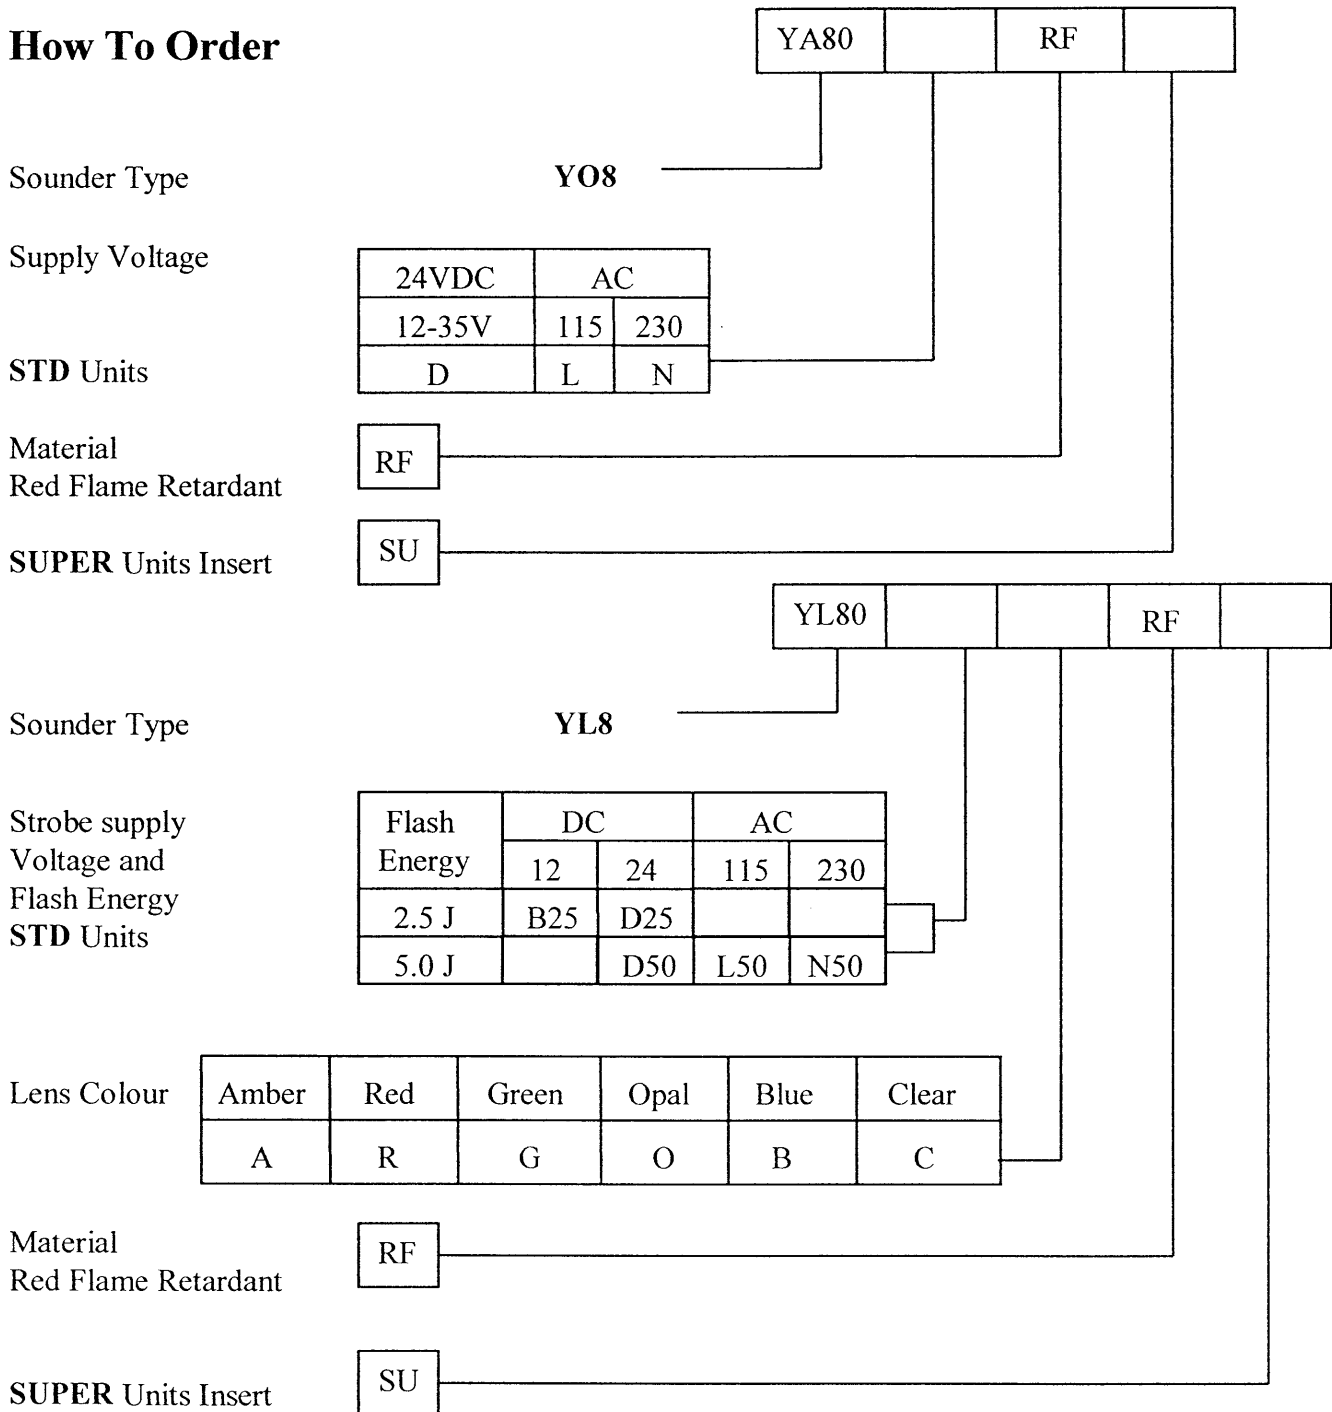 How To Order
YA80 RF
Sounder Type YO8
Supply Voltage
24VDC AC
12-35V 115 230
STD Units D L N
Material
Red Flame Retardant
RF
SUPER Units Insert SU
YL80 RF
Sounder Type YL8
Strobe supply
Voltage and
Flash Energy
STD Units
Flash
Energy
DC AC
12 24 115 230
2.5 J B25 D25
5.0 J D50 L50 N50
Lens Colour Amber Red Green Opal Blue Clear
A R G O B C
Material
Red Flame Retardant
RF
SUPER Units Insert SU